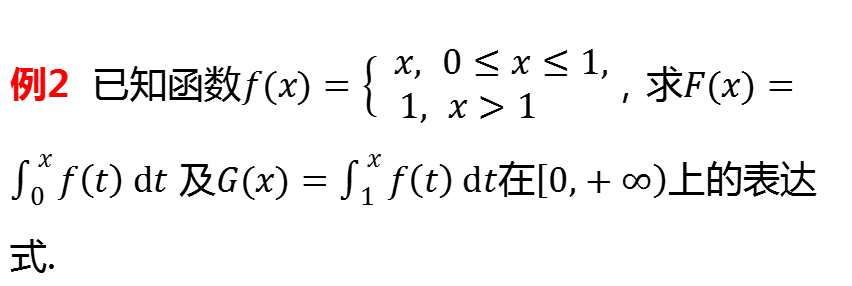 例2 已知函数f(x) = { x, 0 ≤ x ≤ 1, 1, x > 1 , 求F(x) =
∫₀ˣ f(t) dt 及G(x) = ∫₁ˣ f(t) dt在[0, + ∞)上的表达
式.